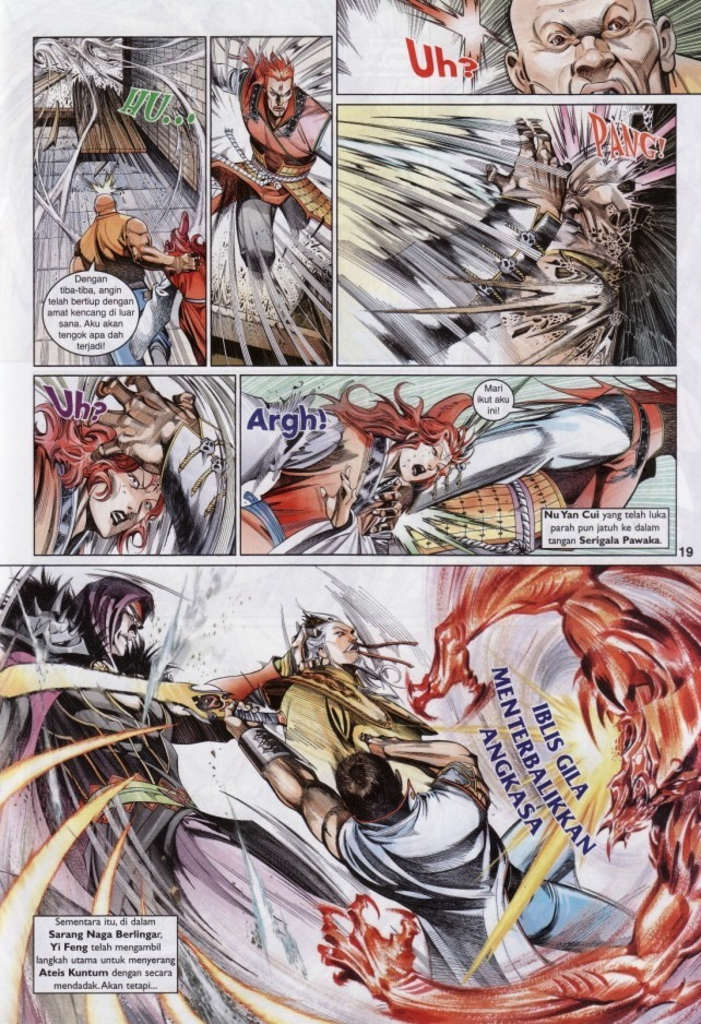 HU...
Dengan
tiba-tiba, angin
telah bertiup dengan
amat kencang di luar
sana. Aku akan
tengok apa dah
terjadi!
Uh?
PANG!
Uh?
Argh!
Mari
ikut aku
ini!
Nu Yan Cui yang telah luka
parah pun jatuh ke dalam
tangan Serigala Pawaka.
19
IBLIS GILA
MENTERBALIKKAN
ANGKASA
Sementara itu, di dalam
Sarang Naga Berlingar,
Yi Feng telah mengambil
langkah utama untuk menyerang
Ateis Kuntum dengan secara
mendadak. Akan tetapi...